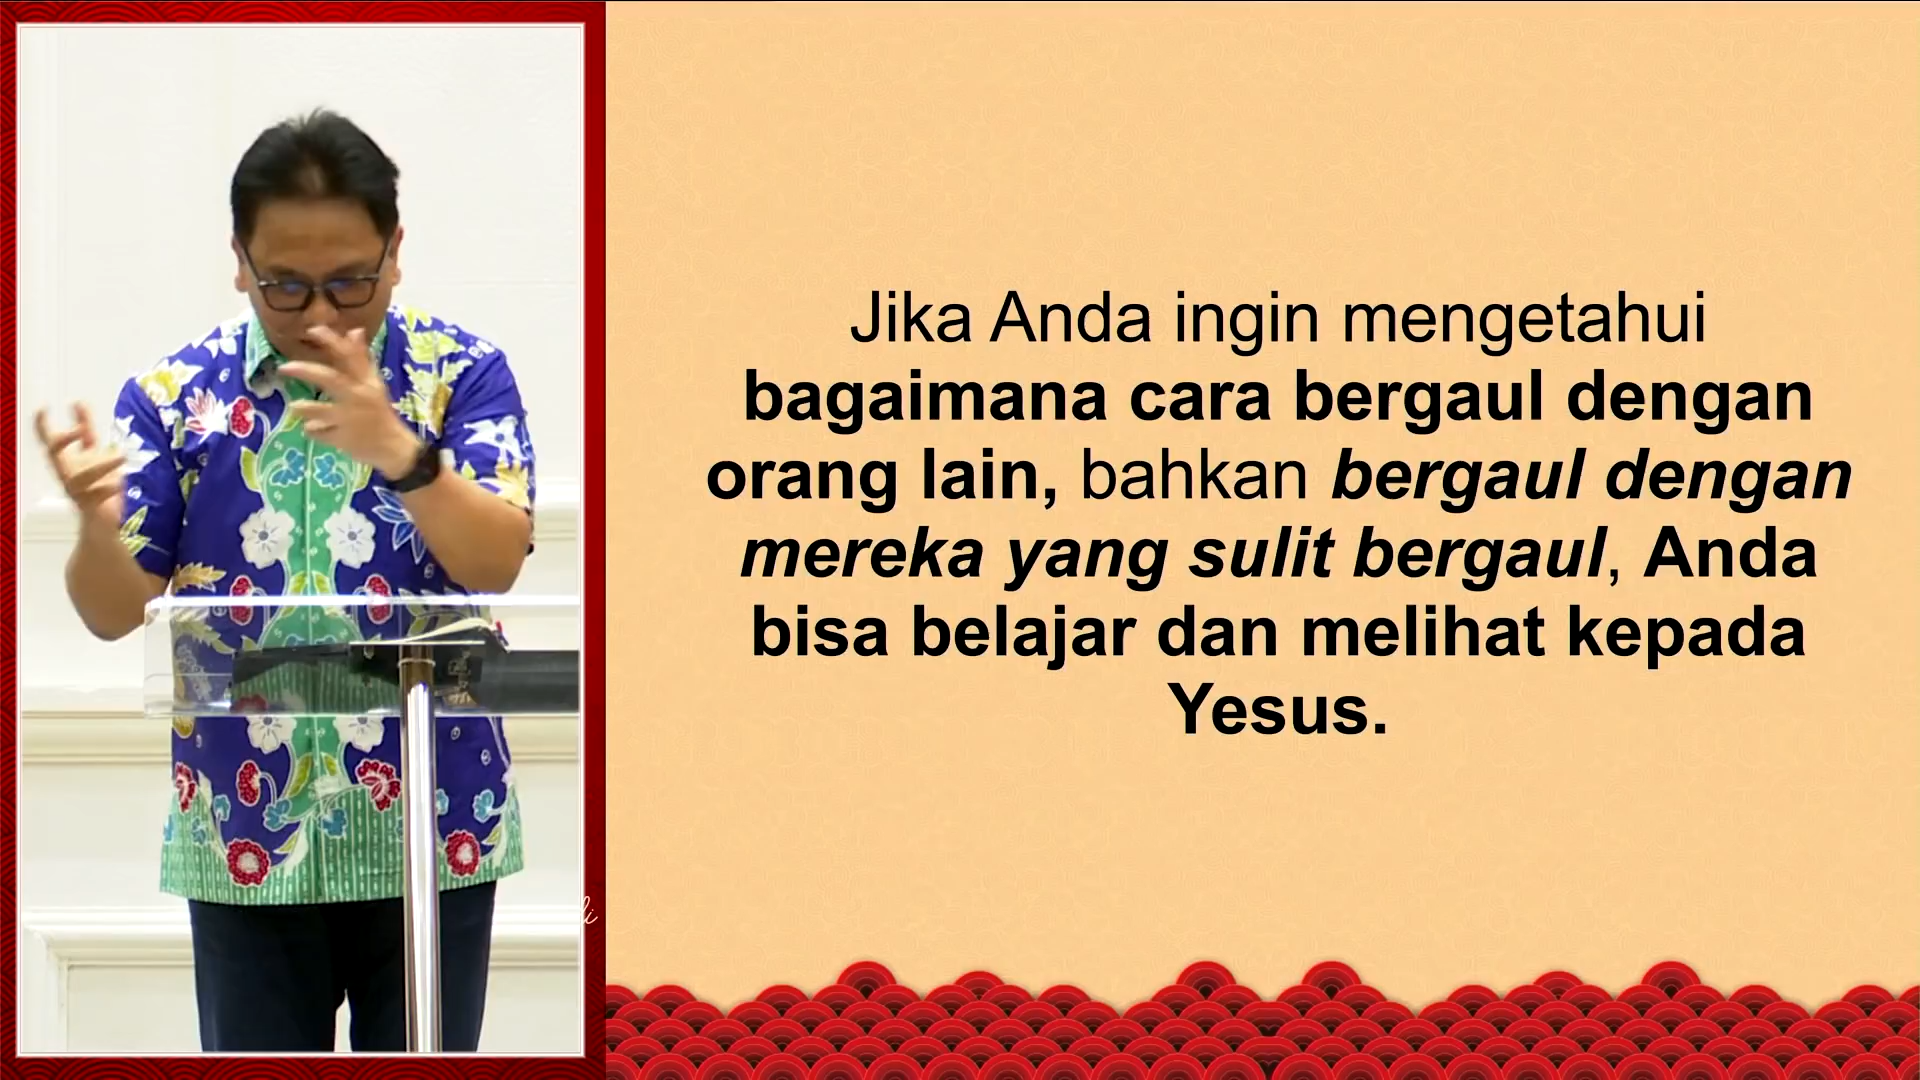 Jika Anda ingin mengetahui
bagaimana cara bergaul dengan
orang lain, bahkan bergaul dengan
mereka yang sulit bergaul, Anda
bisa belajar dan melihat kepada
Yesus.